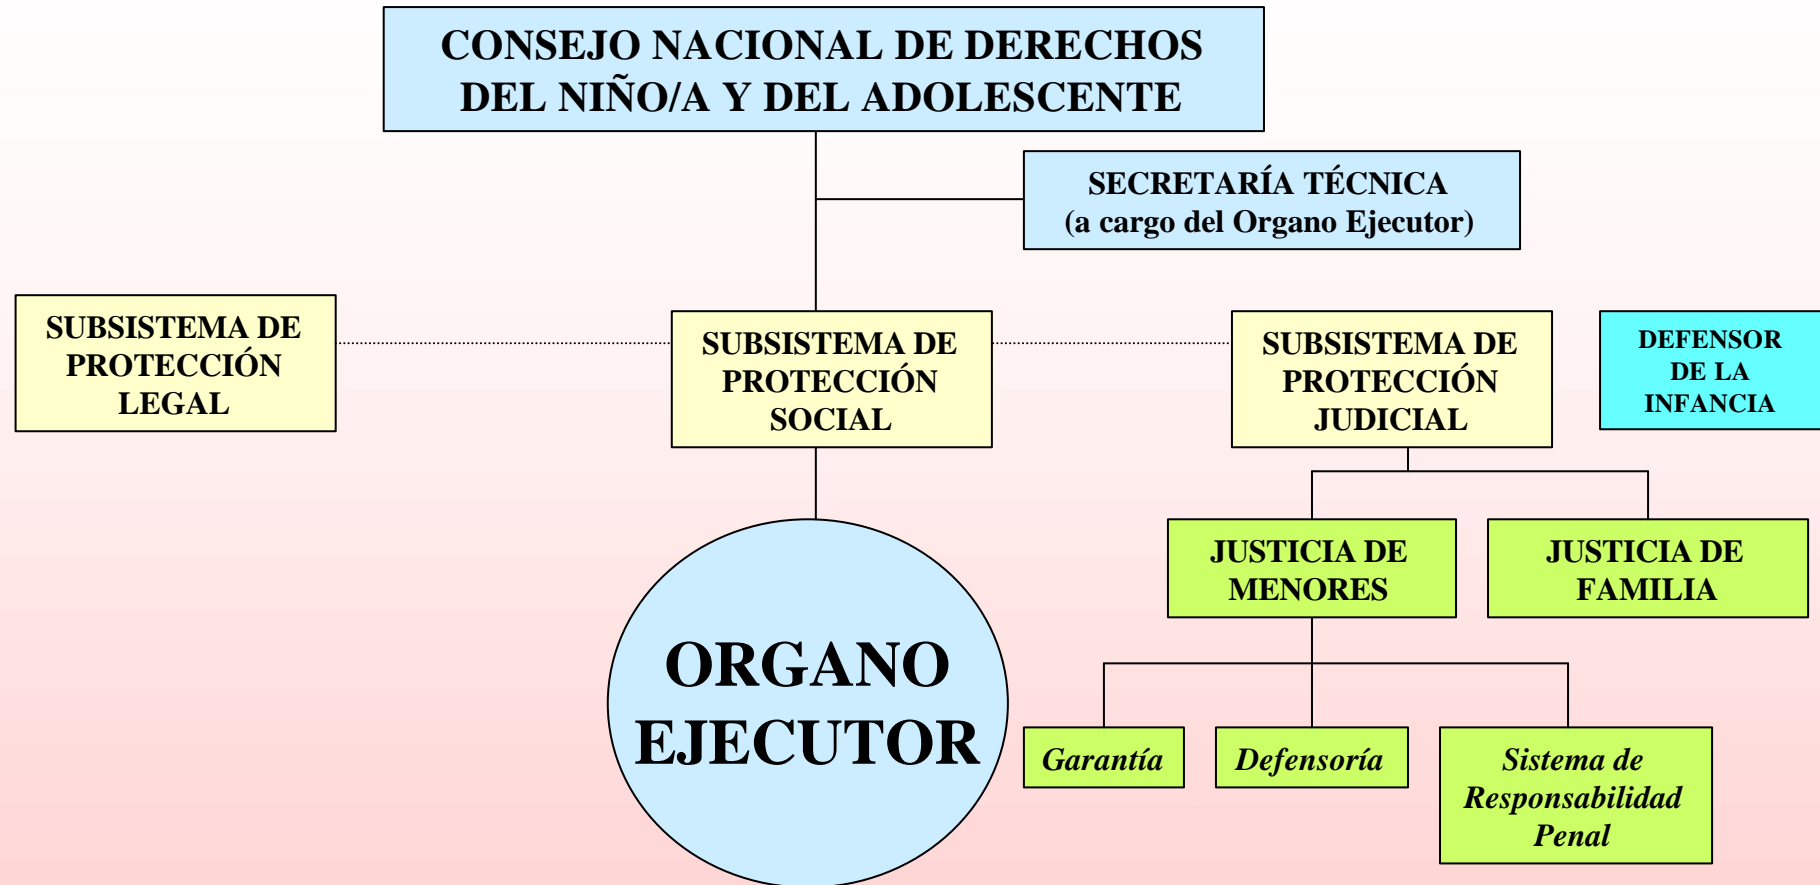 CONSEJO NACIONAL DE DERECHOS
DEL NIÑO/A Y DEL ADOLESCENTE
SECRETARÍA TÉCNICA
(a cargo del Organo Ejecutor)
SUBSISTEMA DE
PROTECCIÓN
LEGAL
SUBSISTEMA DE
PROTECCIÓN
SOCIAL
SUBSISTEMA DE
PROTECCIÓN
JUDICIAL
DEFENSOR
DE LA
INFANCIA
ORGANO
EJECUTOR
JUSTICIA DE
MENORES
JUSTICIA DE
FAMILIA
Garantía
Defensoría
Sistema de
Responsabilidad
Penal